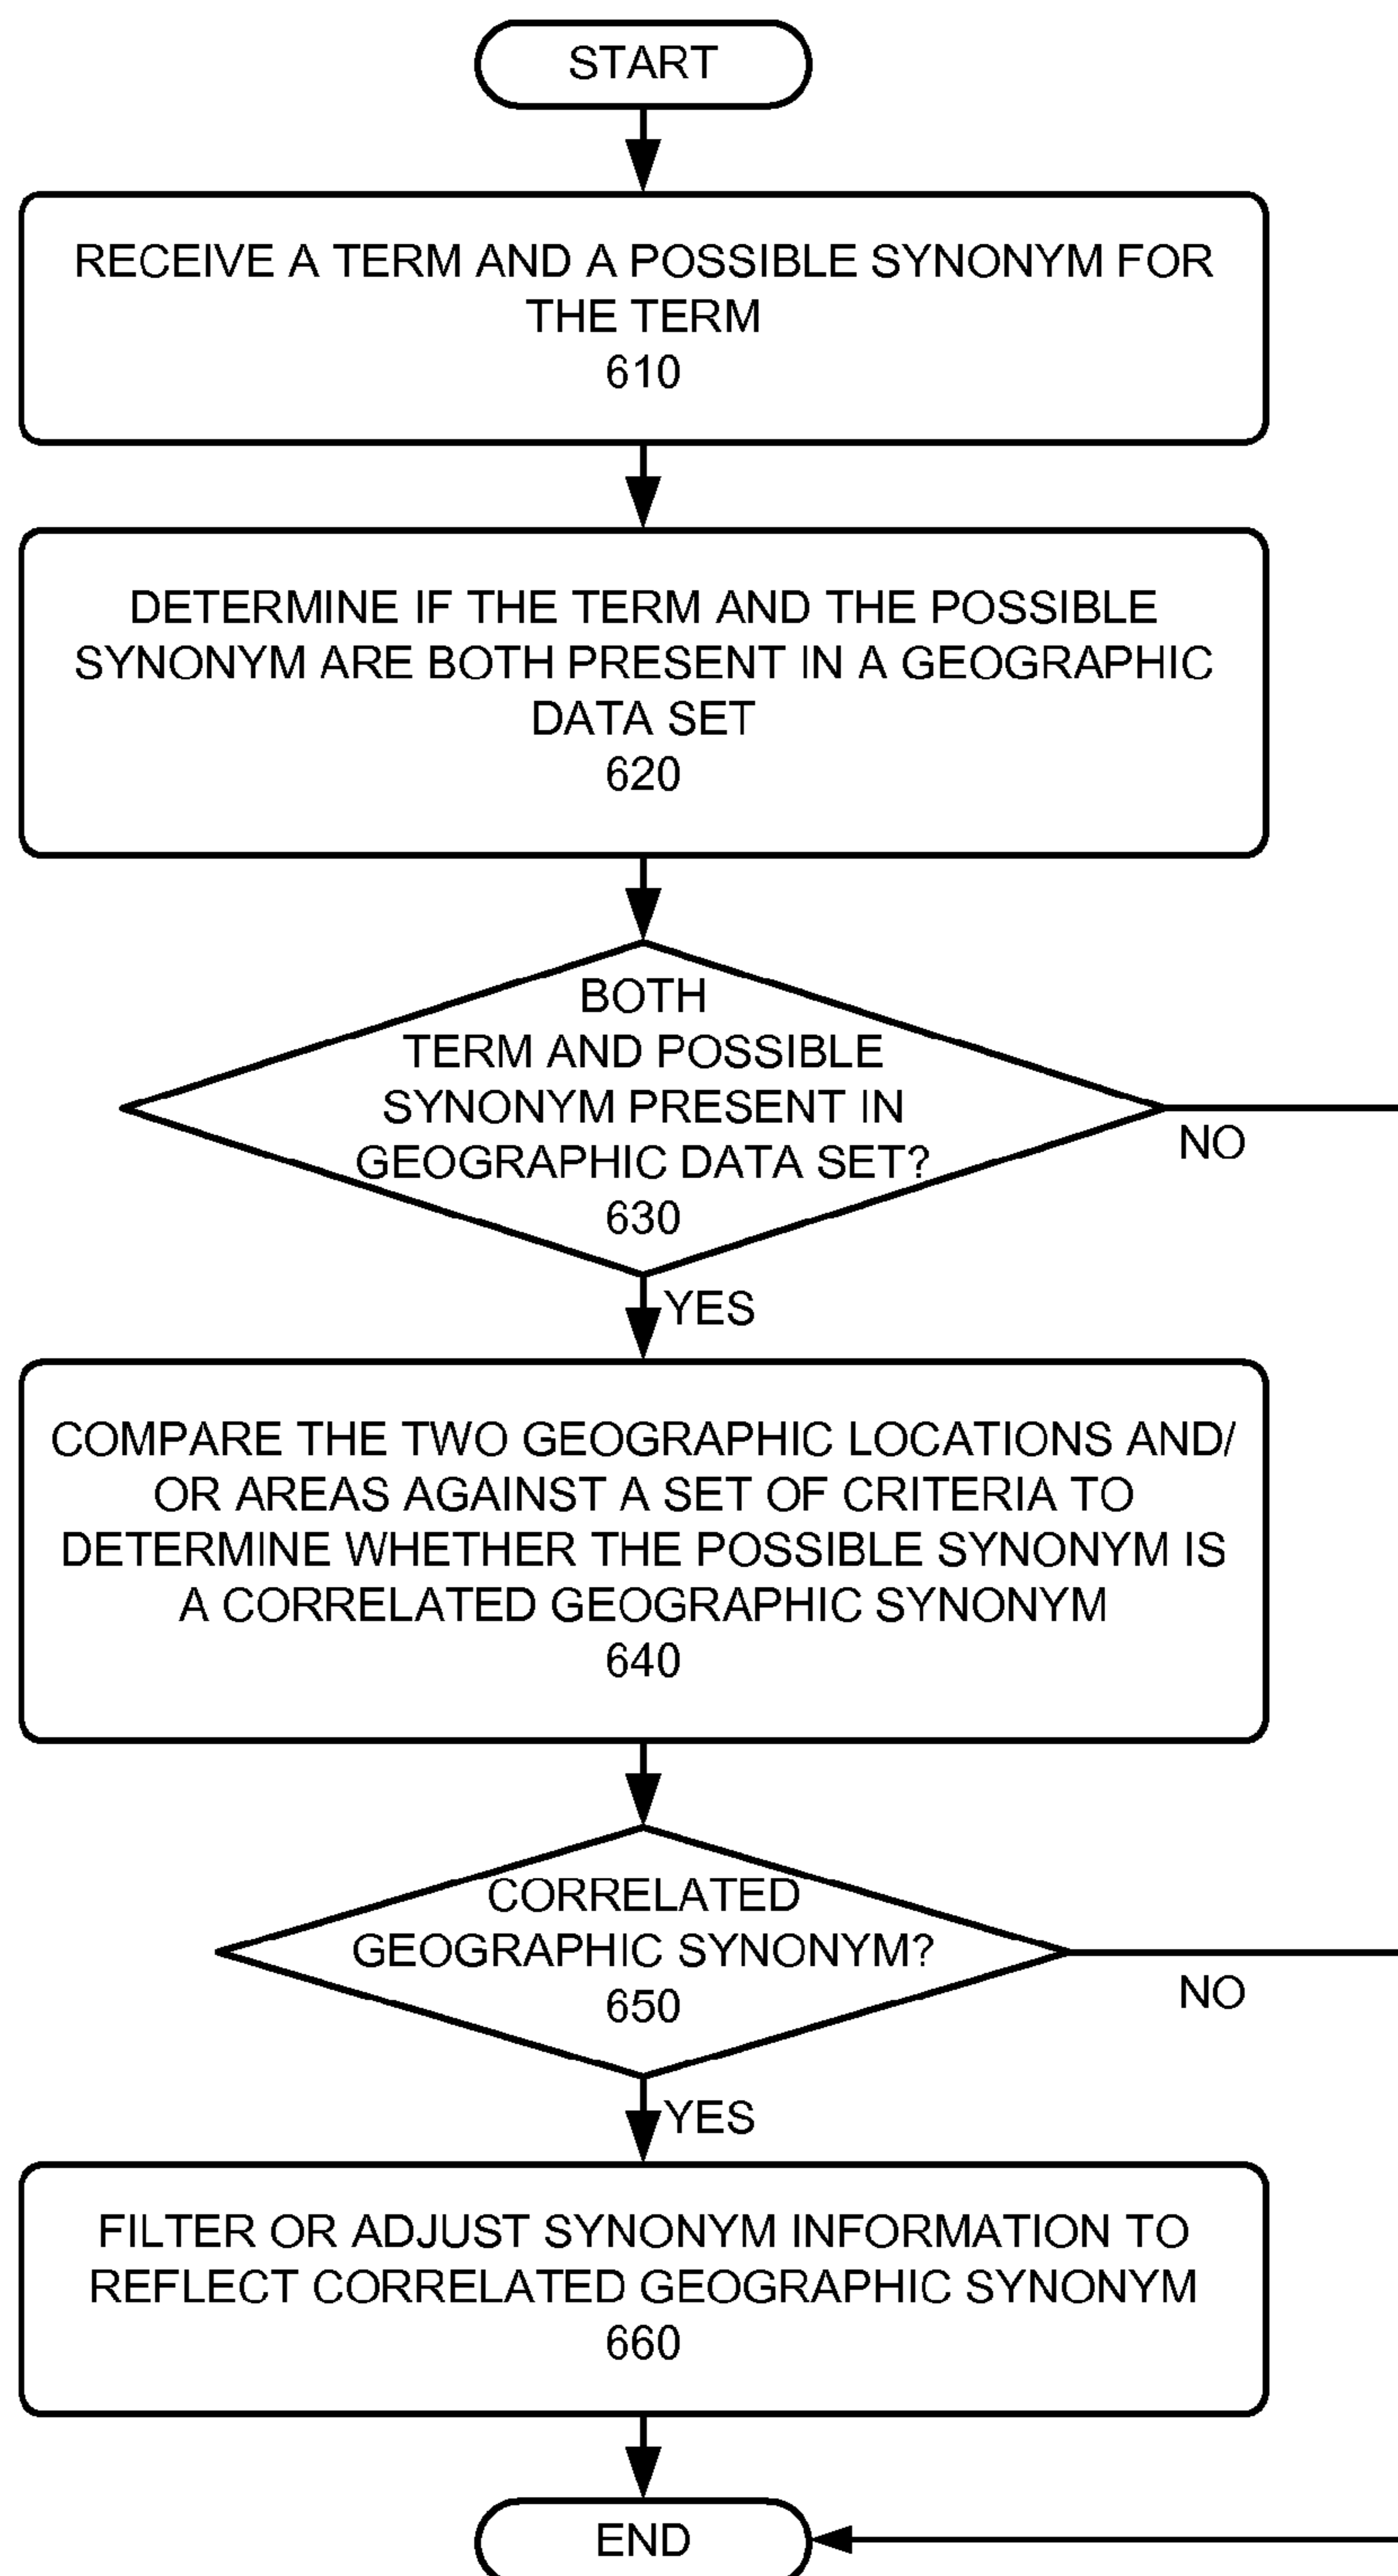 START
RECEIVE A TERM AND A POSSIBLE SYNONYM FOR
THE TERM
610
DETERMINE IF THE TERM AND THE POSSIBLE
SYNONYM ARE BOTH PRESENT IN A GEOGRAPHIC
DATA SET
620
BOTH
TERM AND POSSIBLE
SYNONYM PRESENT IN
GEOGRAPHIC DATA SET?
630
NO
YES
COMPARE THE TWO GEOGRAPHIC LOCATIONS AND/
OR AREAS AGAINST A SET OF CRITERIA TO
DETERMINE WHETHER THE POSSIBLE SYNONYM IS
A CORRELATED GEOGRAPHIC SYNONYM
640
CORRELATED
GEOGRAPHIC SYNONYM?
650
NO
YES
FILTER OR ADJUST SYNONYM INFORMATION TO
REFLECT CORRELATED GEOGRAPHIC SYNONYM
660
END